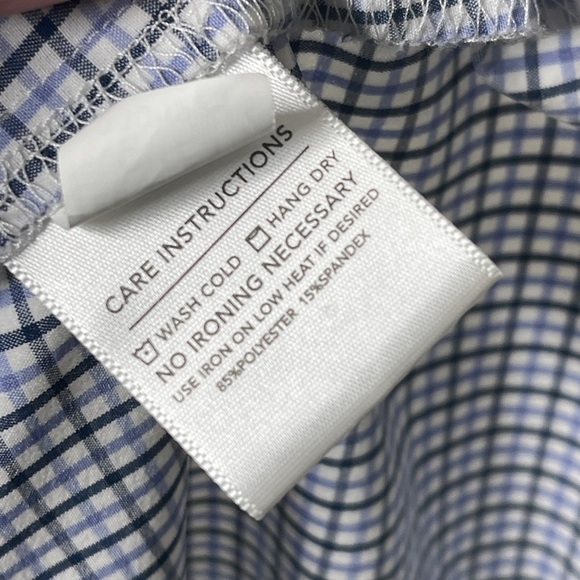 CARE INSTRUCTIONS
WASH COLD HANG DRY
NO IRONING NECESSARY
USE IRON ON LOW HEAT IF DESIRED
85%POLYESTER 15%SPANDEX